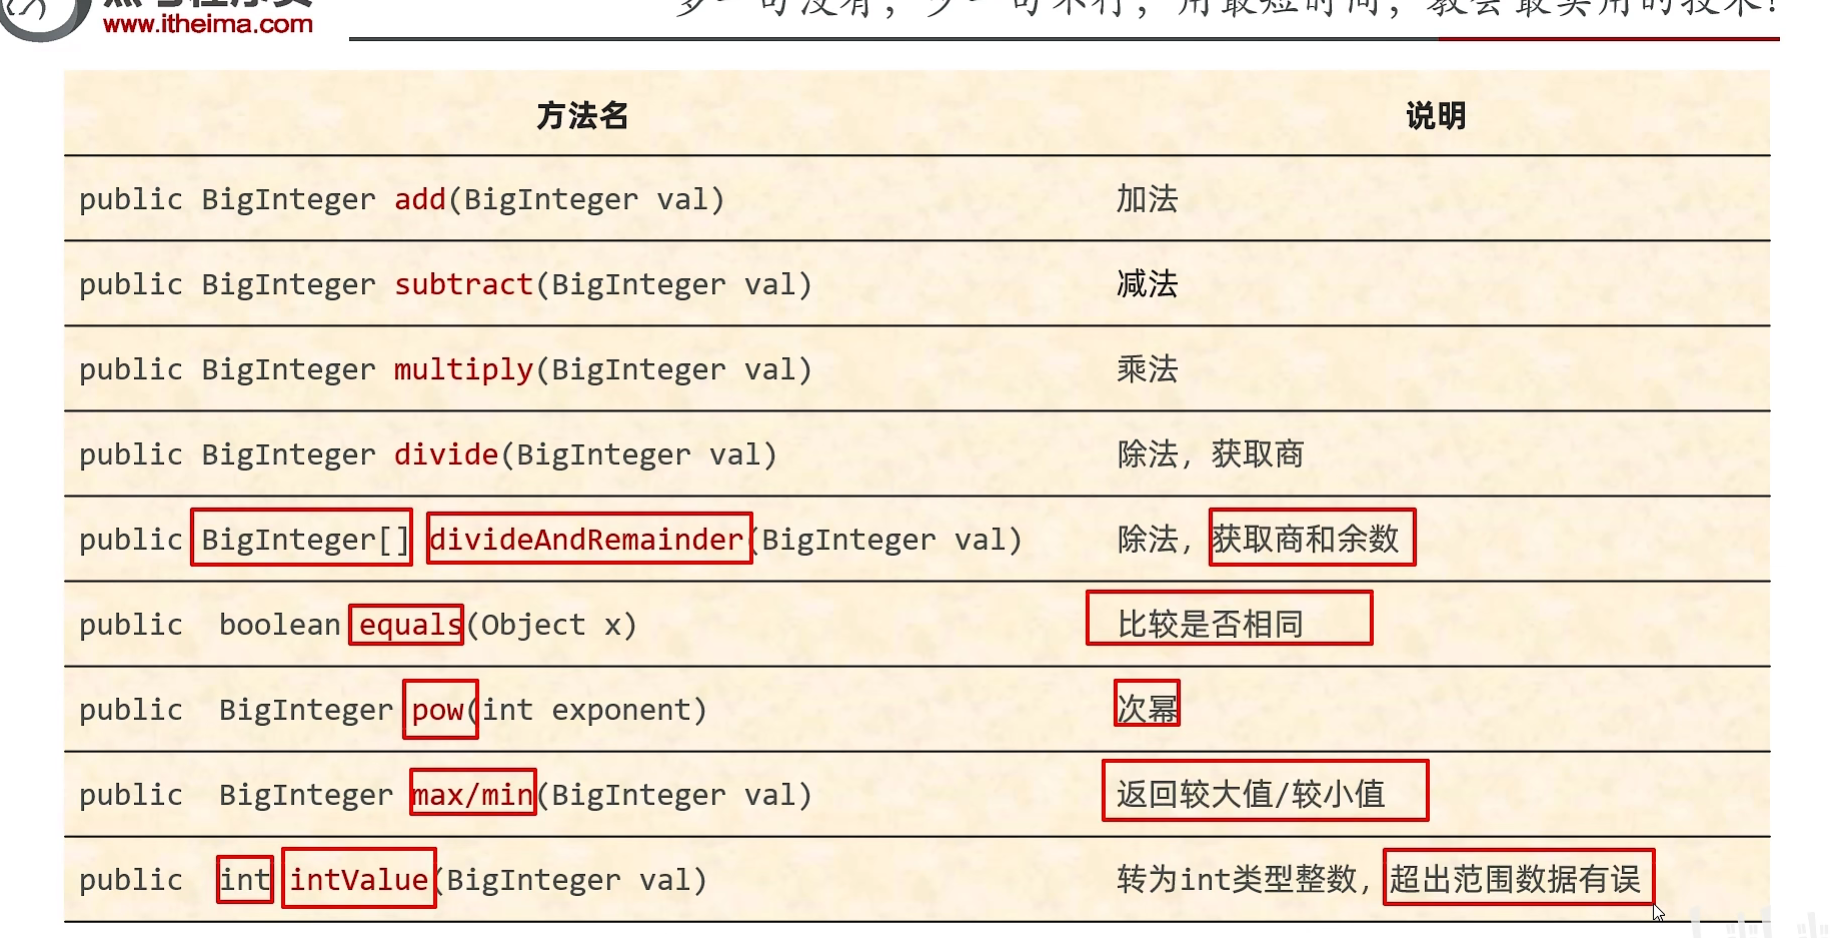 www.itheima.com
方法名 说明
public BigInteger add(BigInteger val) 加法
public BigInteger subtract(BigInteger val) 减法
public BigInteger multiply(BigInteger val) 乘法
public BigInteger divide(BigInteger val) 除法，获取商
public BigInteger[] divideAndRemainder(BigInteger val) 除法，获取商和余数
public boolean equals(Object x) 比较是否相同
public BigInteger pow(int exponent) 次幂
public BigInteger max/min(BigInteger val) 返回较大值/较小值
public int intValue(BigInteger val) 转为int类型整数，超出范围数据有误